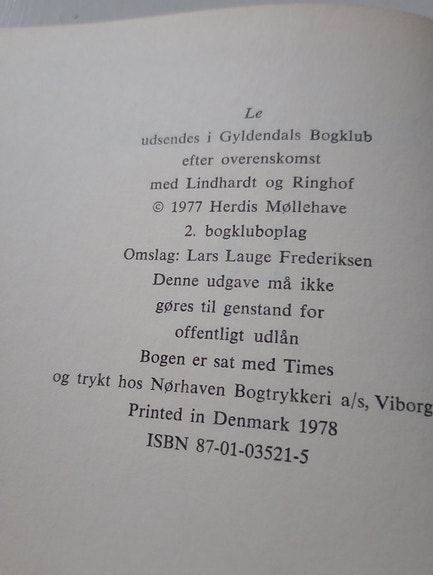 Le
udsendes i Gyldendals Bogklub
efter overenskomst
med Lindhardt og Ringhof
© 1977 Herdis Møllehave
2. bogkluboplag
Omslag: Lars Lauge Frederiksen
Denne udgave må ikke
gøres til genstand for
offentligt udlån
Bogen er sat med Times
og trykt hos Nørhaven Bogtrykkeri a/s, Viborg
Printed in Denmark 1978
ISBN 87-01-03521-5